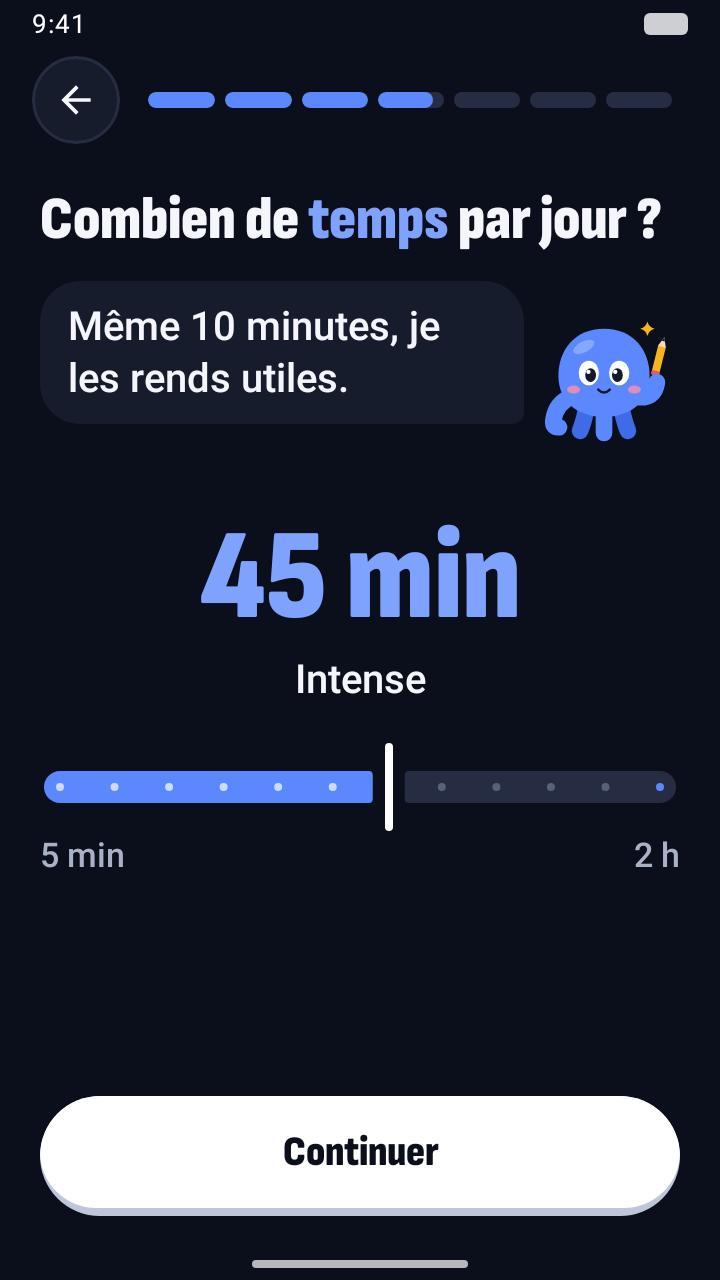 9:41
Combien de temps par jour ?
Même 10 minutes, je
les rends utiles.
45 min
Intense
5 min
2 h
Continuer